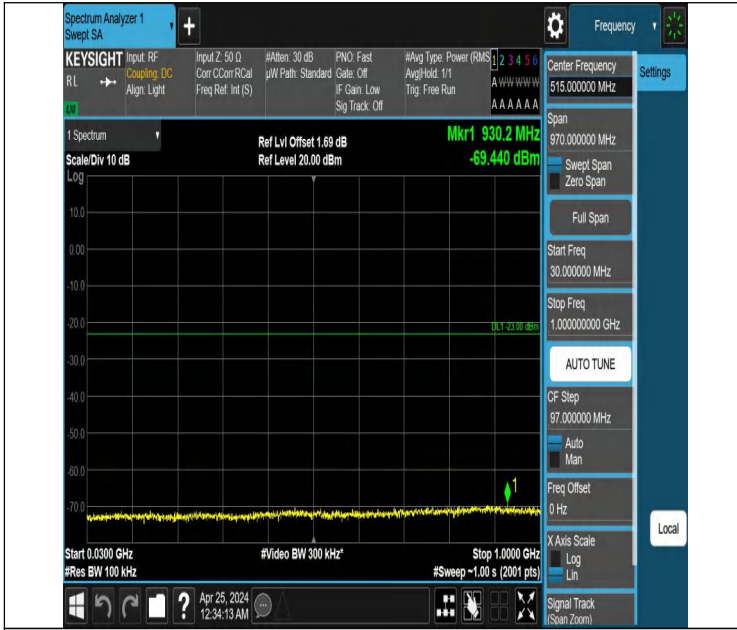 Spectrum Analyzer 1
Swept SA
+
Frequency
KEYSIGHT
RL
Input: RF
Coupling: DC
Align: Light
Input Z: 50 Ω
Corr CCorr RCal
Freq Ref: Int (S)
#Atten: 30 dB
µW Path: Standard
PNO: Fast
Gate: Off
IF Gain: Low
Sig Track: Off
#Avg Type: Power (RMS
Avg|Hold: 1/1
Trig: Free Run
1 2 3 4 5 6
A W W W W W
A A A A A A
1 Spectrum
Scale/Div 10 dB
Log
Ref Lvl Offset 1.69 dB
Ref Level 20.00 dBm
Mkr1 930.2 MHz
-69.440 dBm
10.0
0.00
-10.0
-20.0
DL1 -23.00 dBm
-30.0
-40.0
-50.0
-60.0
1
-70.0
Start 0.0300 GHz
#Res BW 100 kHz
#Video BW 300 kHz*
Stop 1.0000 GHz
#Sweep ~1.00 s (2001 pts)
?
Apr 25, 2024
12:34:13 AM
Center Frequency
515.000000 MHz
Settings
Span
970.000000 MHz
Swept Span
Zero Span
Full Span
Start Freq
30.000000 MHz
Stop Freq
1.000000000 GHz
AUTO TUNE
CF Step
97.000000 MHz
Auto
Man
Freq Offset
0 Hz
Local
X Axis Scale
Log
Lin
Signal Track
(Span Zoom)